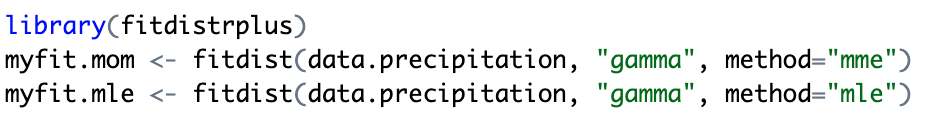 library(fitdistrplus)
myfit.mom <- fitdist(data.precipitation, "gamma", method="mme")
myfit.mle <- fitdist(data.precipitation, "gamma", method="mle")